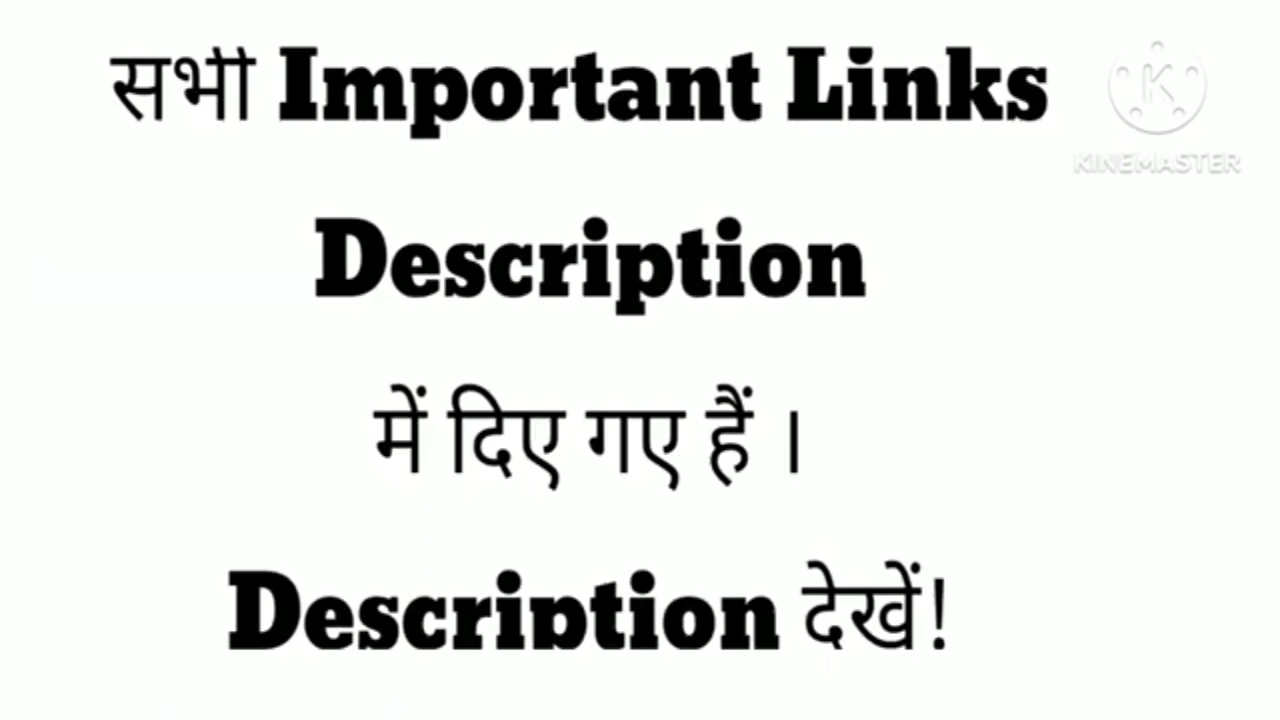 सभी Important Links
KINEMASTER
Description
में दिए गए हैं ।
Description देखें!